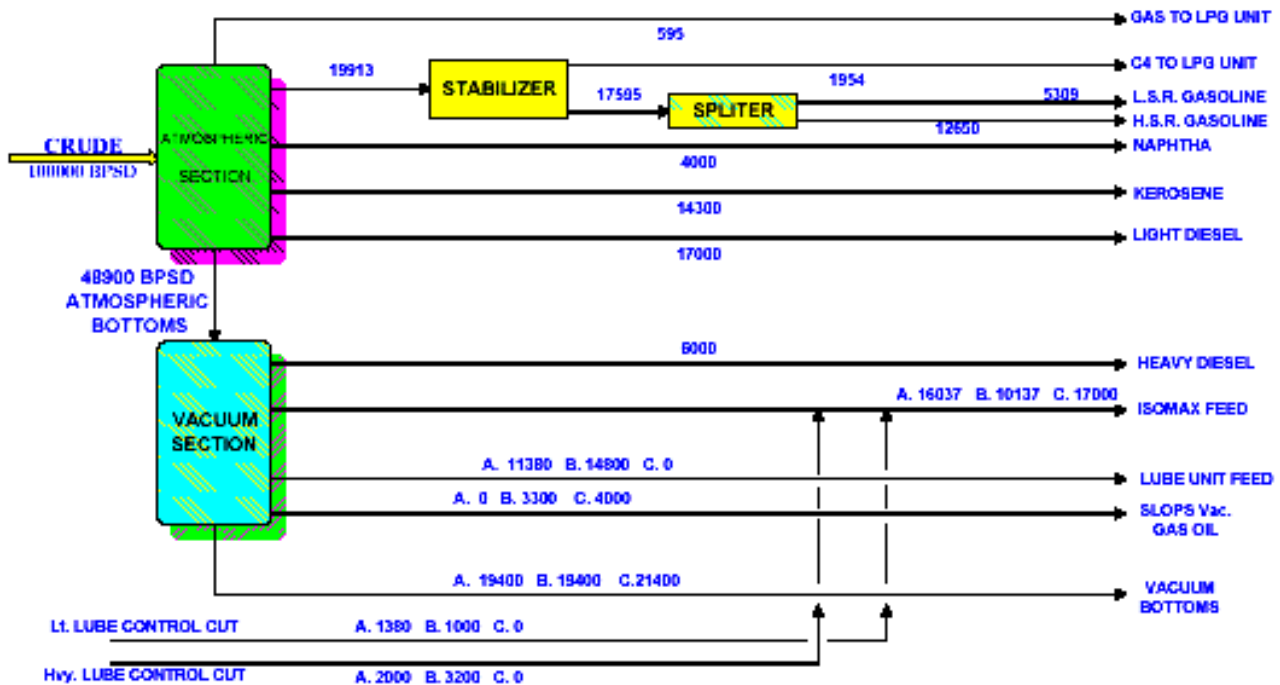 GAS TO LPG UNIT
595
19913
STABILIZER
C4 TO LPG UNIT
1954
17595
SPLITER
5309
L.S.R. GASOLINE
12650
H.S.R. GASOLINE
CRUDE
100000 BPSD
ATMOSPHERIC
SECTION
NAPHTHA
4000
KEROSENE
14300
LIGHT DIESEL
17000
48900 BPSD
ATMOSPHERIC
BOTTOMS
6000
HEAVY DIESEL
A. 16037 B. 10137 C. 17000
ISOMAX FEED
VACUUM
SECTION
A. 11380 B. 14800 C. 0
LUBE UNIT FEED
A. 0 B. 3300 C. 4000
SLOPS Vac.
GAS OIL
A. 19400 B. 19400 C.21400
VACUUM
BOTTOMS
Lt. LUBE CONTROL CUT A. 1380 B. 1000 C. 0
Hvy. LUBE CONTROL CUT A. 2000 B. 3200 C. 0